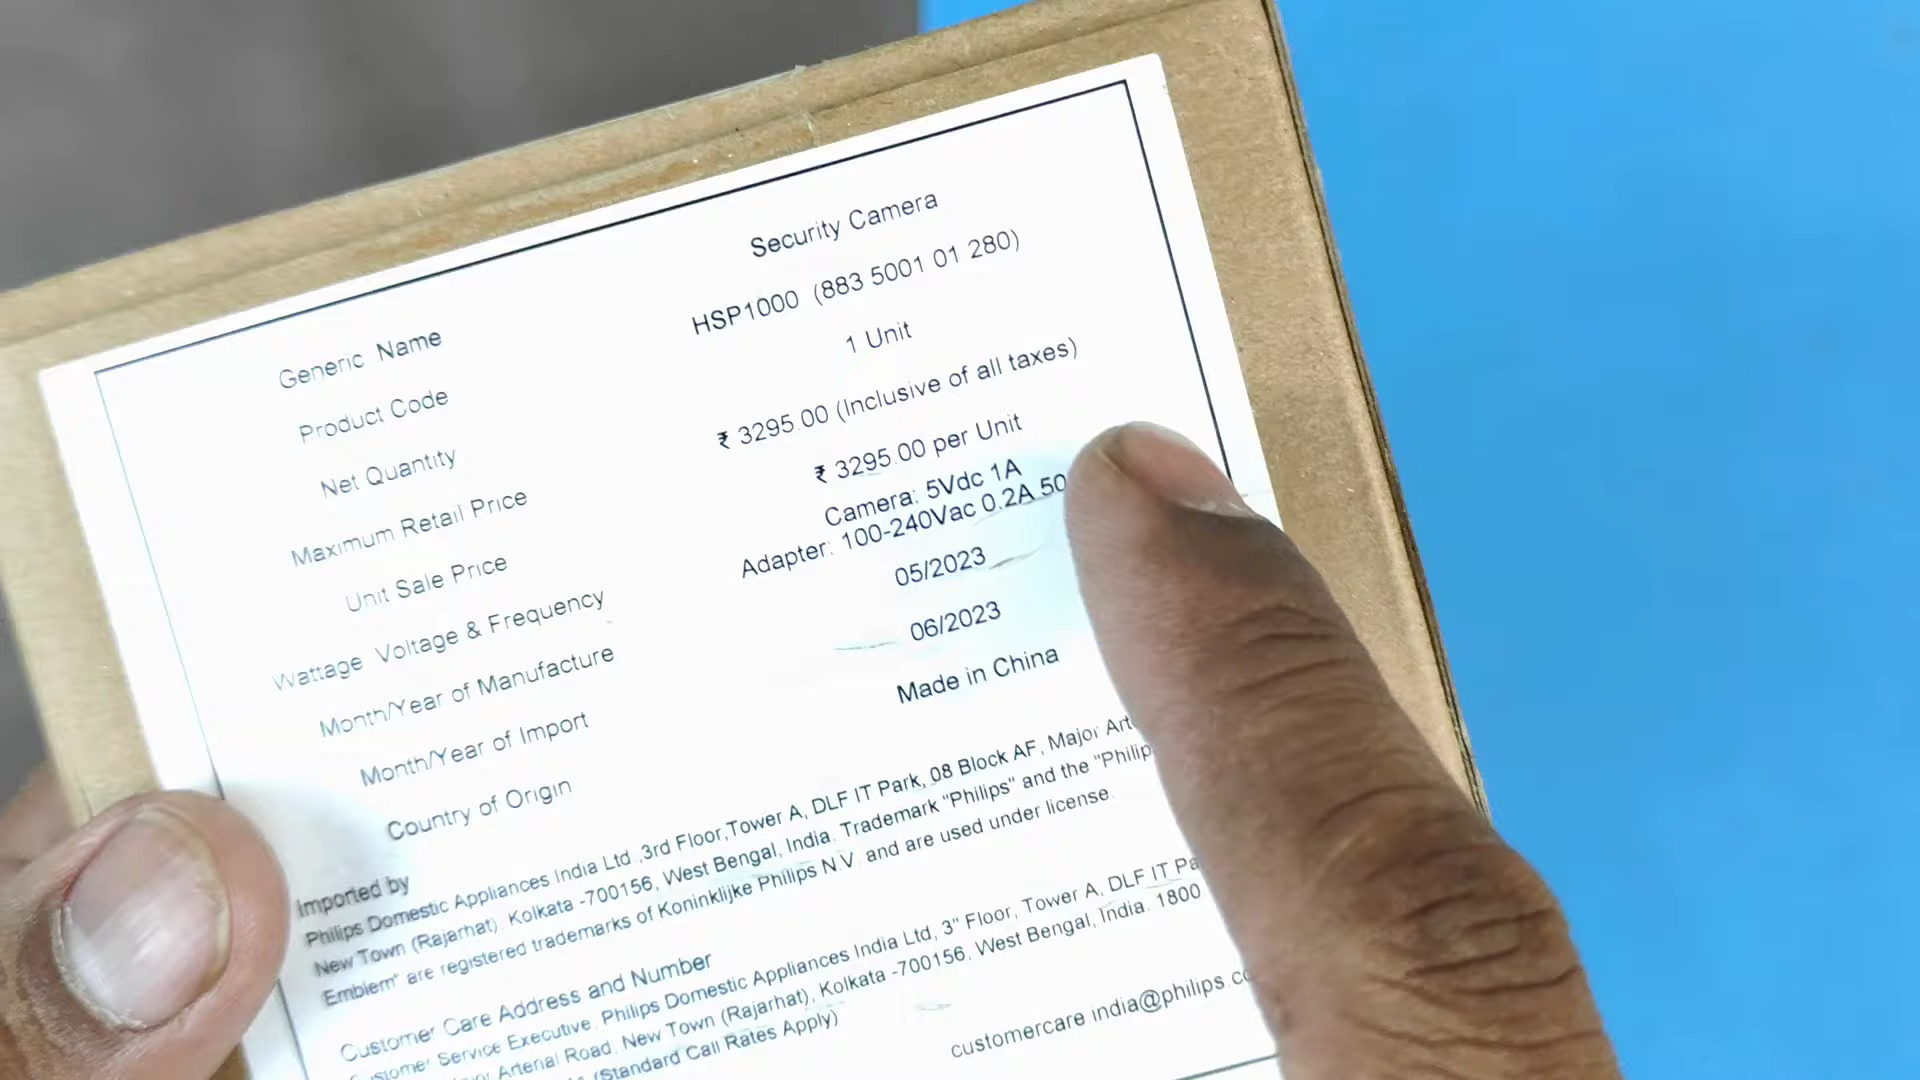 Generic Name Security Camera
Product Code HSP1000 (883 5001 01 280)
Net Quantity 1 Unit
Maximum Retail Price ₹ 3295.00 (Inclusive of all taxes)
Unit Sale Price ₹ 3295.00 per Unit
Wattage Voltage & Frequency Camera: 5Vdc 1A
Adapter: 100-240Vac 0.2A 50
Month/Year of Manufacture 05/2023
Month/Year of Import 06/2023
Country of Origin Made in China
Imported by
Philips Domestic Appliances India Ltd.,3rd Floor,Tower A, DLF IT Park, 08 Block AF, Major
New Town (Rajarhat), Kolkata -700156, West Bengal, India. Trademark "Philips" and the
Emblem" are registered trademarks of Koninklijke Philips N.V. and are used under license.
Customer Care Address and Number
Service Executive, Philips Domestic Appliances India Ltd, 3" Floor, Tower A, DLF IT
Arterial Road, New Town (Rajarhat), Kolkata -700156, West Bengal, India. 1800
(Standard Call Rates Apply)
customercare india@philips.co